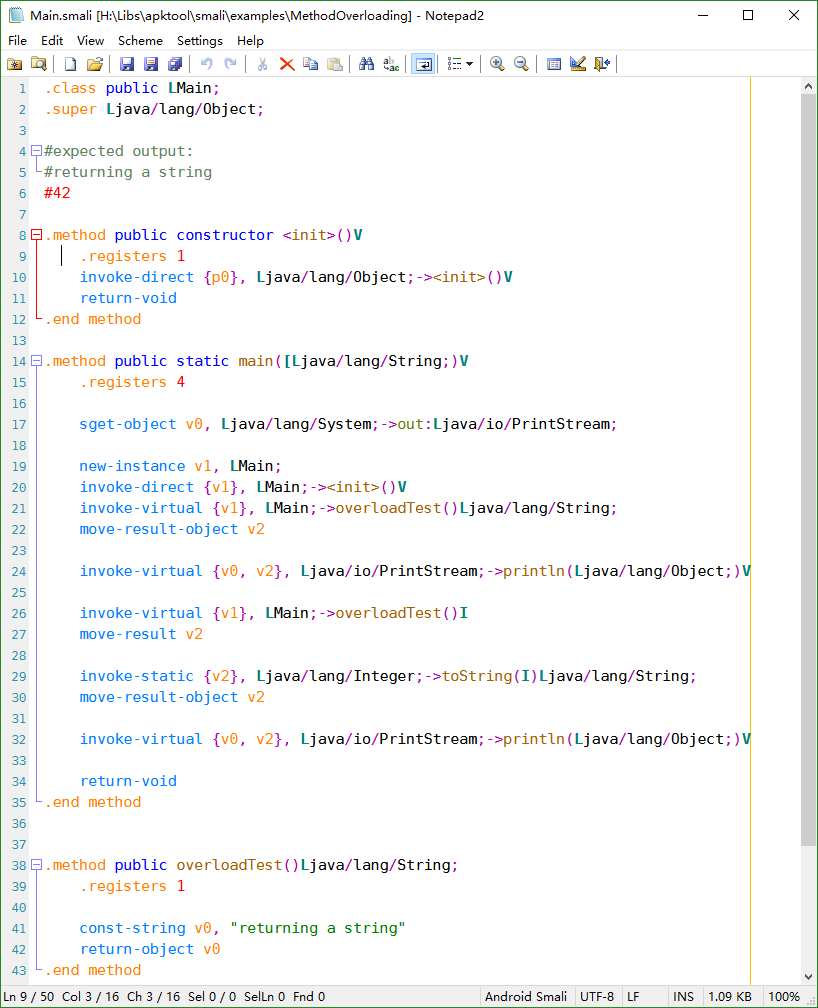 Main.smali [H:\Libs\apktool\smali\examples\MethodOverloading] - Notepad2
File Edit View Scheme Settings Help
1 .class public LMain;
2 .super Ljava/lang/Object;
3
4 #expected output:
5 #returning a string
6 #42
7
8 .method public constructor <init>()V
9 .registers 1
10 invoke-direct {p0}, Ljava/lang/Object;-><init>()V
11 return-void
12 .end method
13
14 .method public static main([Ljava/lang/String;)V
15 .registers 4
16
17 sget-object v0, Ljava/lang/System;->out:Ljava/io/PrintStream;
18
19 new-instance v1, LMain;
20 invoke-direct {v1}, LMain;-><init>()V
21 invoke-virtual {v1}, LMain;->overloadTest()Ljava/lang/String;
22 move-result-object v2
23
24 invoke-virtual {v0, v2}, Ljava/io/PrintStream;->println(Ljava/lang/Object;)V
25
26 invoke-virtual {v1}, LMain;->overloadTest()I
27 move-result v2
28
29 invoke-static {v2}, Ljava/lang/Integer;->toString(I)Ljava/lang/String;
30 move-result-object v2
31
32 invoke-virtual {v0, v2}, Ljava/io/PrintStream;->println(Ljava/lang/Object;)V
33
34 return-void
35 .end method
36
37
38 .method public overloadTest()Ljava/lang/String;
39 .registers 1
40
41 const-string v0, "returning a string"
42 return-object v0
43 .end method
Ln 9 / 50 Col 3 / 16 Ch 3 / 16 Sel 0 / 0 SelLn 0 Fnd 0 Android Smali UTF-8 LF INS 1.09 KB 100%